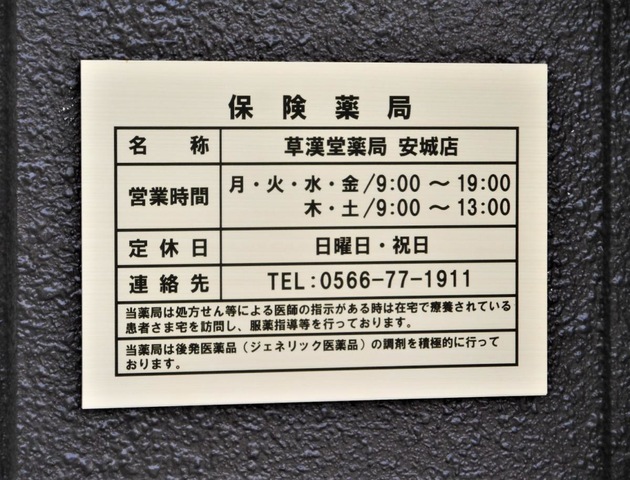 保険薬局
名称 草漢堂薬局 安城店
営業時間 月・火・水・金/9:00 ～ 19:00
木・土/9:00 ～ 13:00
定休日 日曜日・祝日
連絡先 TEL:0566-77-1911
当薬局は処方せん等による医師の指示がある時は在宅で療養されている
患者さま宅を訪問し、服薬指導等を行っております。
当薬局は後発医薬品（ジェネリック医薬品）の調剤を積極的に行って
おります。